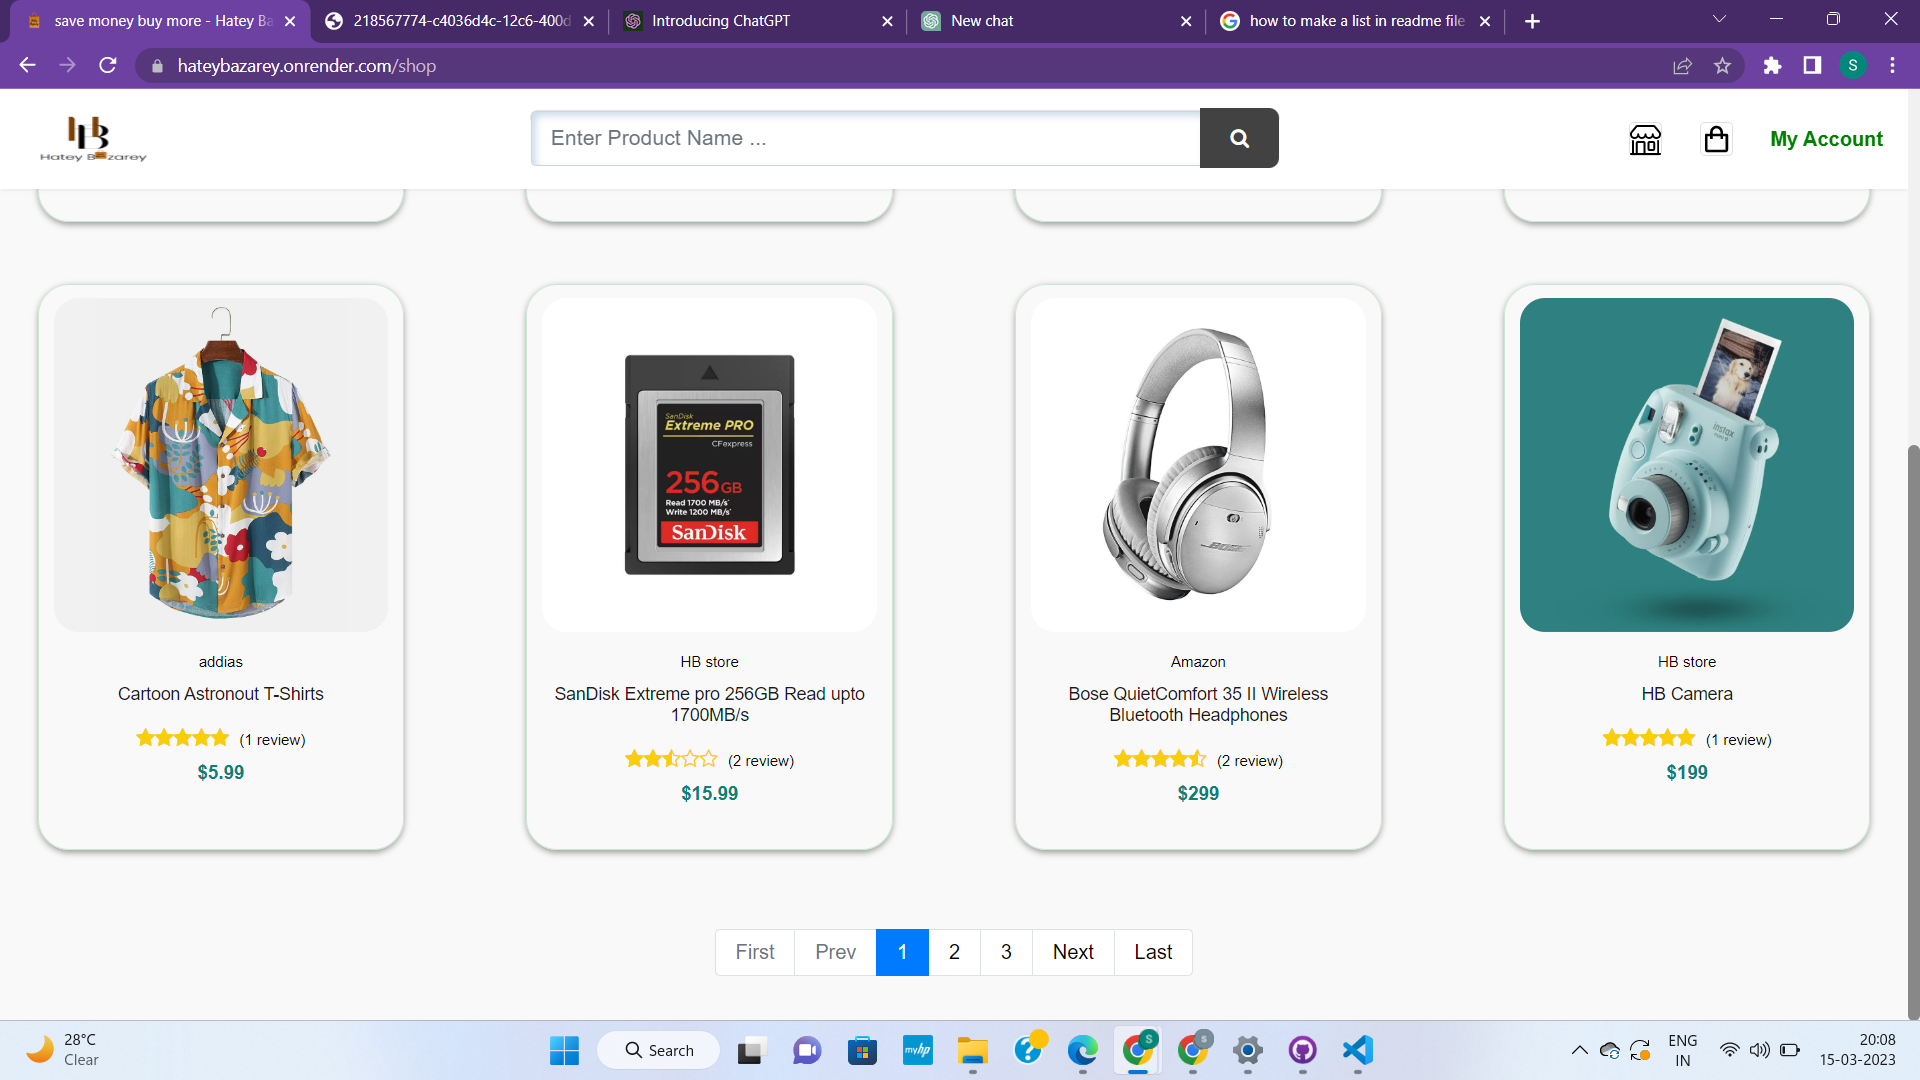 save money buy more - Hatey Ba
218567774-c4036d4c-12c6-400d
Introducing ChatGPT
New chat
how to make a list in readme file
hateybazarey.onrender.com/shop
S
HB
Hatey Bazarey
Enter Product Name ...
My Account
SanDisk
Extreme PRO
CFexpress
256GB
Read 1700 MB/s*
Write 1200 MB/s*
SanDisk
BOSE
instax
mini 9
addias
HB store
Amazon
HB store
Cartoon Astronout T-Shirts
SanDisk Extreme pro 256GB Read upto
1700MB/s
Bose QuietComfort 35 II Wireless
Bluetooth Headphones
HB Camera
(1 review)
(2 review)
(2 review)
(1 review)
$5.99
$15.99
$299
$199
First Prev 1 2 3 Next Last
28°C
Clear
Search
myhp
S
S
ENG
IN
20:08
15-03-2023